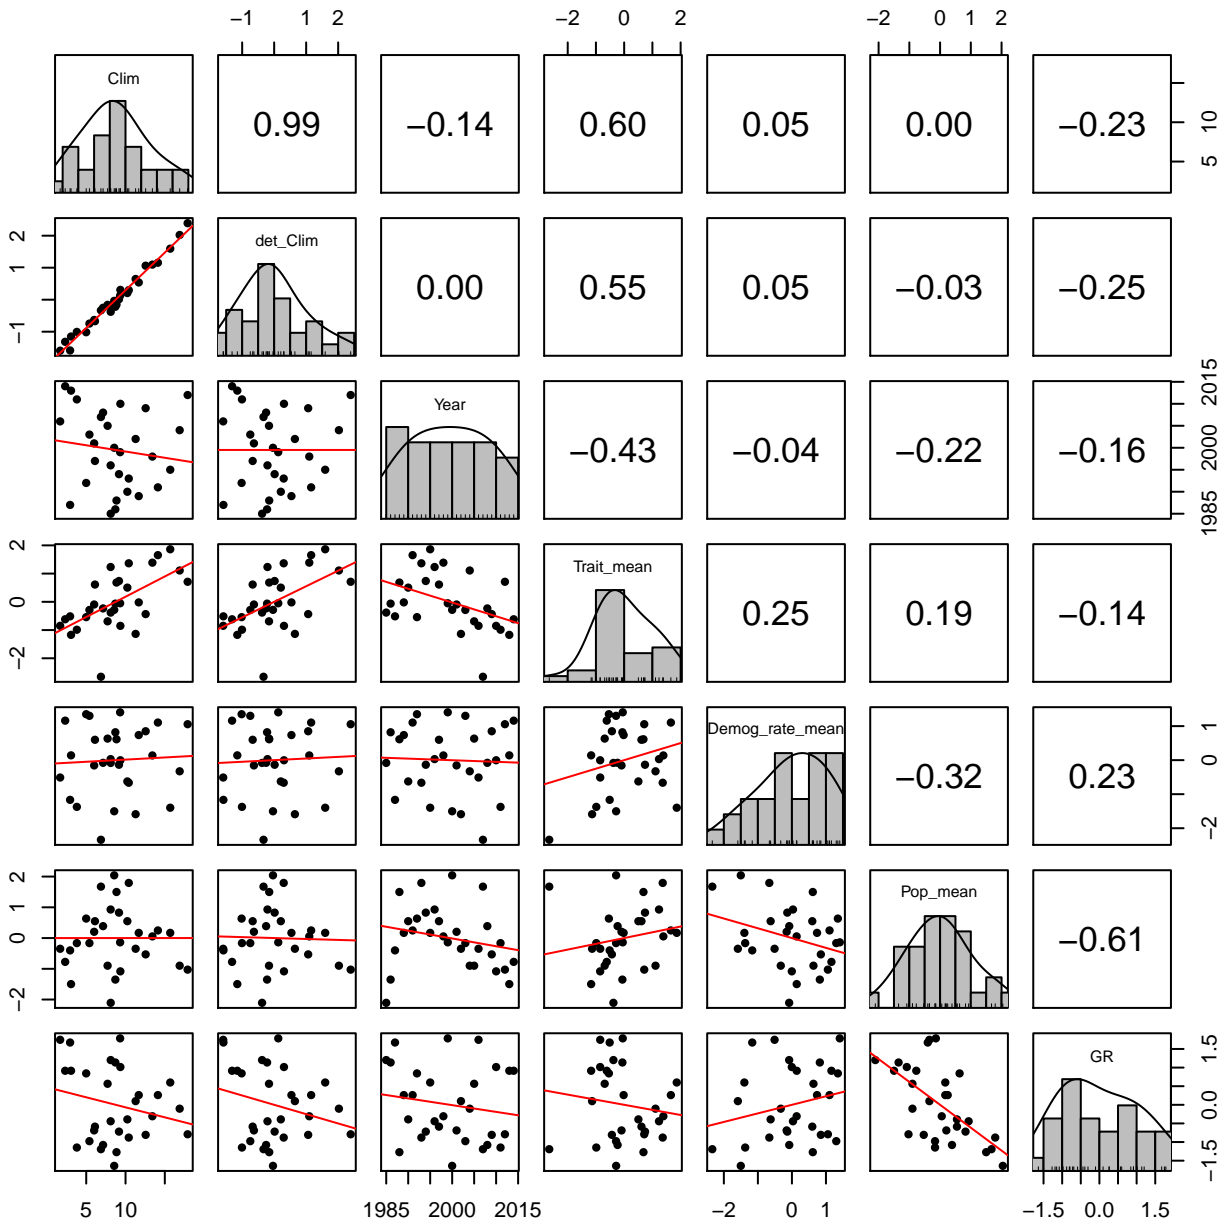 −1 1 2 −2 0 2 −2 0 1 2
Clim 0.99 −0.14 0.60 0.05 0.00 −0.23 5 10
−1 1 2 det_Clim 0.00 0.55 0.05 −0.03 −0.25
Year −0.43 −0.04 −0.22 −0.16 1985 2000 2015
−2 0 2 Trait_mean 0.25 0.19 −0.14
Demog_rate_mean −0.32 0.23 −2 0 1
−2 0 1 2 Pop_mean −0.61
GR −1.5 0.0 1.5
5 10 1985 2000 2015 −2 0 −1.5 0.0 1.5